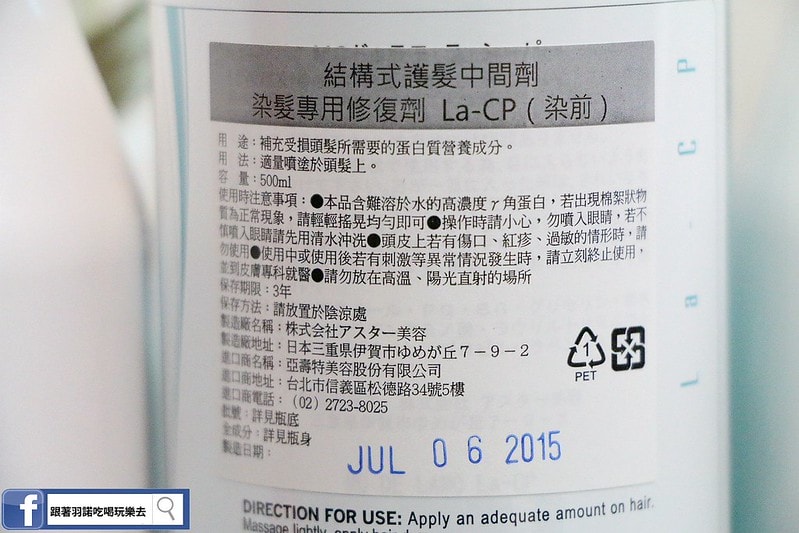 結構式護髮中間劑
染髮專用修復劑 La-CP（染前）
用　途：補充受損頭髮所需要的蛋白質營養成分。
用　法：適量噴塗於頭髮上。
容　量：500ml
使用時注意事項：●本品含難溶於水的高濃度γ角蛋白，若出現棉絮狀物
質為正常現象，請輕輕搖晃均勻即可●操作時請小心，勿噴入眼睛，若不
慎噴入眼睛請先用清水沖洗●頭皮上若有傷口、紅疹、過敏的情形時，請
勿使用●使用中或使用後若有刺激等異常情況發生時，請立刻終止使用，
並到皮膚專科就醫●請勿放在高溫、陽光直射的場所
保存期限：3年
保存方法：請放置於陰涼處
製造廠名稱：株式会社アスター美容
製造廠地址：日本三重県伊賀市ゆめが丘７－９－２
進口商名稱：亞壽特美容股份有限公司
進口商地址：台北市信義區松德路34號5樓
進口商電話：（02）2723-8025
批號：詳見瓶底
全成分：詳見瓶身
製造日期：
JUL 06 2015
PET
1
La-CP
DIRECTION FOR USE: Apply an adequate amount on hair.
Massage lightly,
f 跟著羽諾吃喝玩樂去